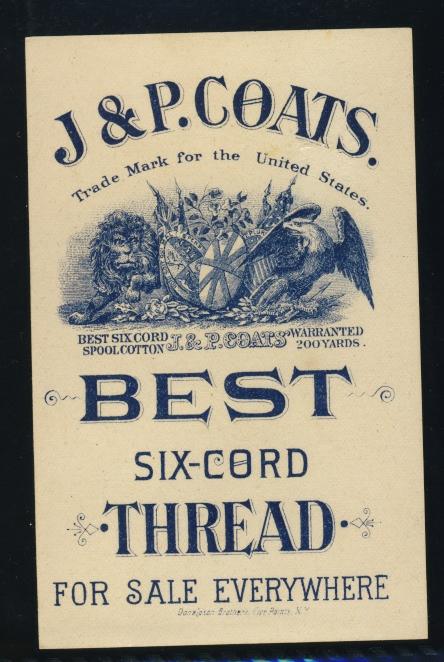 J & P. COATS.
Trade Mark for the United States.
BEST SIX CORD
SPOOL COTTON
J. & P. COATS'
WARRANTED
200 YARDS.
BEST
SIX-CORD
THREAD
FOR SALE EVERYWHERE
Donaldson Brothers, Five Points, N.Y.